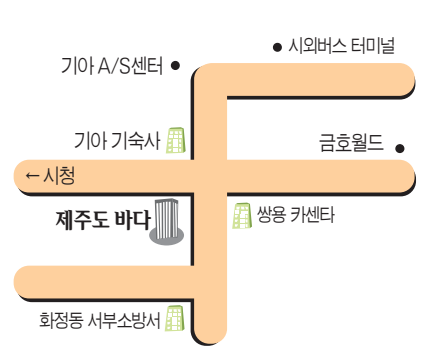 시외버스 터미널
기아 A/S센터
기아 기숙사
금호월드
←시청
제주도 바다
쌍용 카센타
화정동 서부소방서